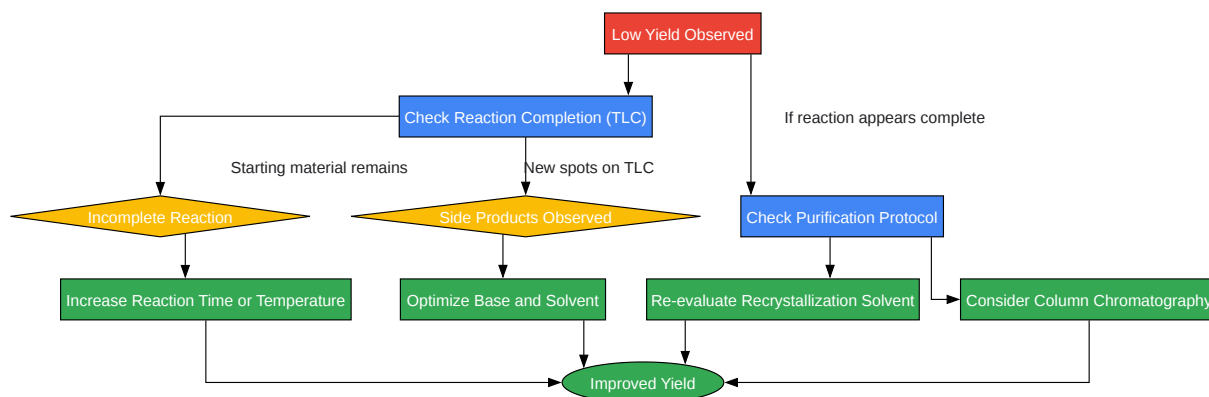 Low Yield Observed
Check Reaction Completion (TLC)
If reaction appears complete
Starting material remains
New spots on TLC
Incomplete Reaction
Side Products Observed
Check Purification Protocol
Increase Reaction Time or Temperature
Optimize Base and Solvent
Re-evaluate Recrystallization Solvent
Consider Column Chromatography
Improved Yield